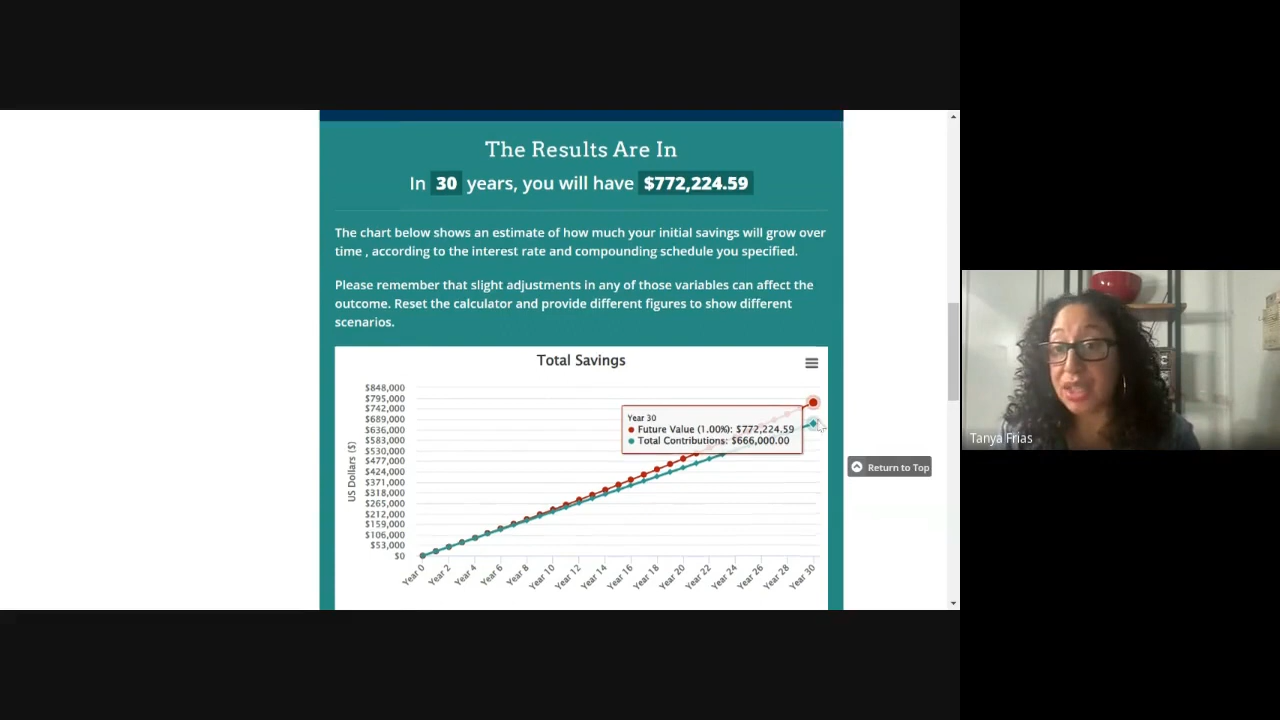 The Results Are In
In 30 years, you will have $772,224.59
The chart below shows an estimate of how much your initial savings will grow over
time , according to the interest rate and compounding schedule you specified.
Please remember that slight adjustments in any of those variables can affect the
outcome. Reset the calculator and provide different figures to show different
scenarios.
Total Savings
US Dollars ($)
$848,000
$795,000
$742,000
$689,000
$636,000
$583,000
$530,000
$477,000
$424,000
$371,000
$318,000
$265,000
$212,000
$159,000
$106,000
$53,000
$0
Year 30
Future Value (1.00%): $772,224.59
Total Contributions: $666,000.00
Year 0
Year 2
Year 4
Year 6
Year 8
Year 10
Year 12
Year 14
Year 16
Year 18
Year 20
Year 22
Year 24
Year 26
Year 28
Year 30
Return to Top
Tanya Frias